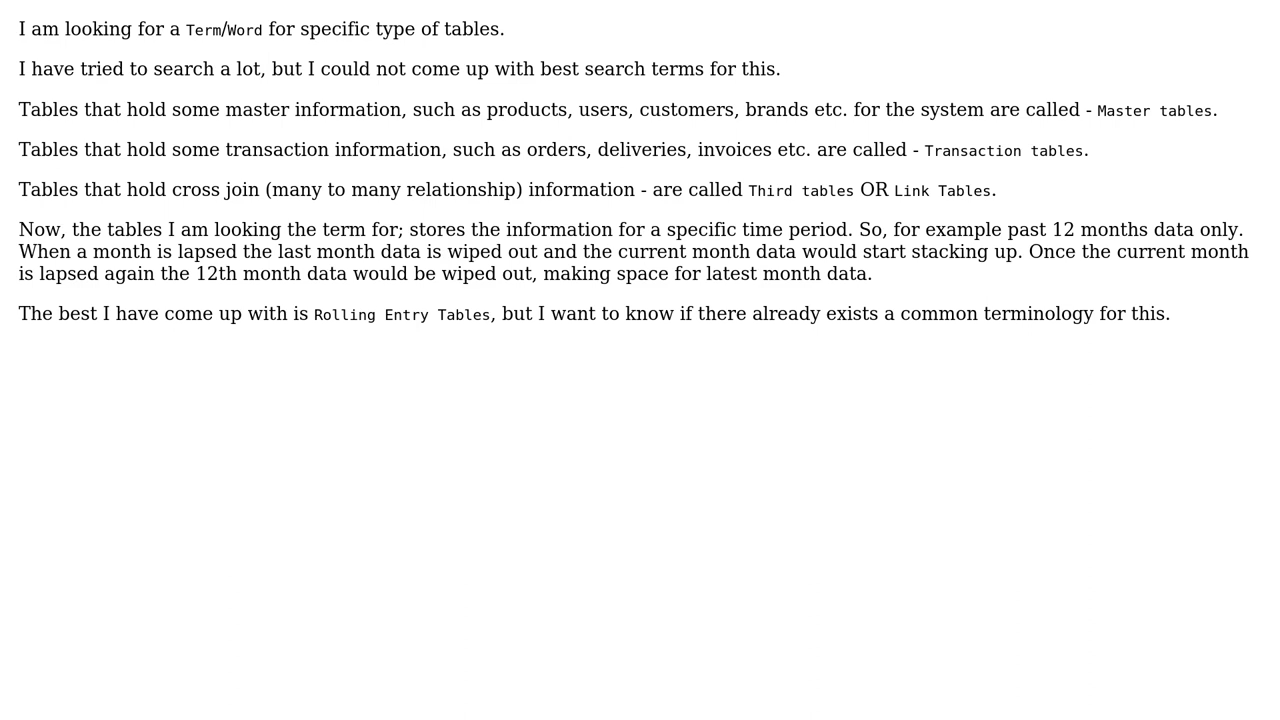 I am looking for a Term/Word for specific type of tables.
I have tried to search a lot, but I could not come up with best search terms for this.
Tables that hold some master information, such as products, users, customers, brands etc. for the system are called - Master tables.
Tables that hold some transaction information, such as orders, deliveries, invoices etc. are called - Transaction tables.
Tables that hold cross join (many to many relationship) information - are called Third tables OR Link Tables.
Now, the tables I am looking the term for; stores the information for a specific time period. So, for example past 12 months data only.
When a month is lapsed the last month data is wiped out and the current month data would start stacking up. Once the current month
is lapsed again the 12th month data would be wiped out, making space for latest month data.
The best I have come up with is Rolling Entry Tables, but I want to know if there already exists a common terminology for this.